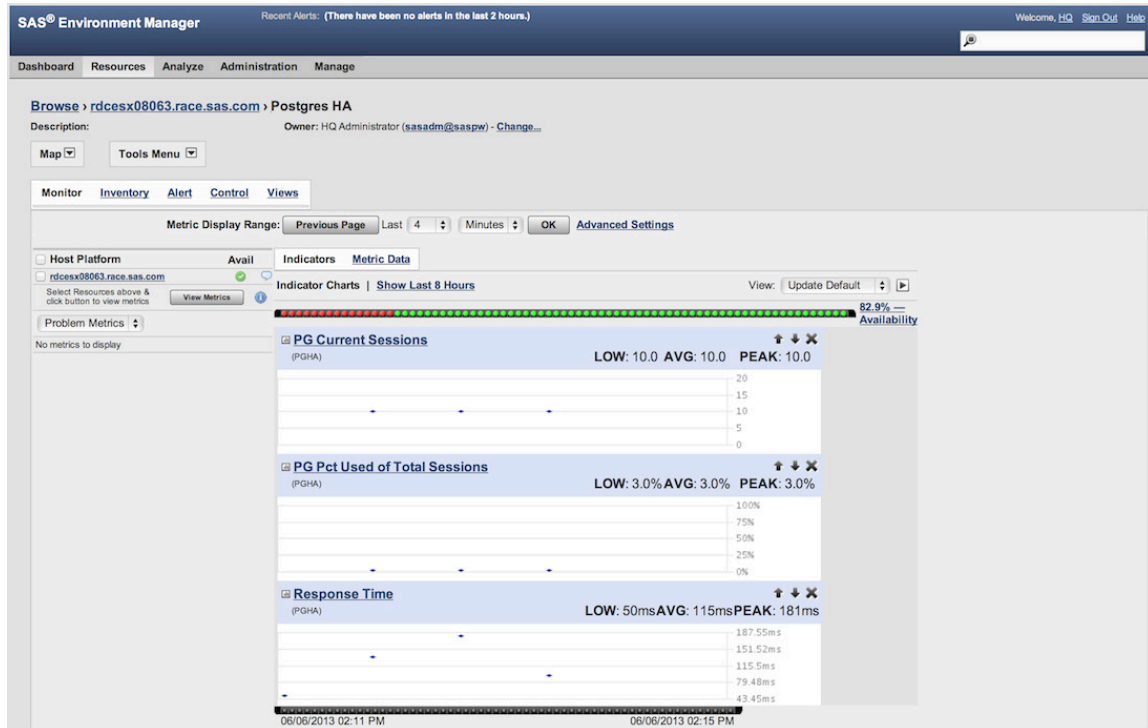 SAS® Environment Manager
Recent Alerts: (There have been no alerts in the last 2 hours.)
Welcome, HQ Sign Out Help
Dashboard Resources Analyze Administration Manage
Browse › rdcesx08063.race.sas.com › Postgres HA
Description: Owner: HQ Administrator (sasadm@saspw) - Change...
Map Tools Menu
Monitor Inventory Alert Control Views
Metric Display Range: Previous Page Last 4 Minutes OK Advanced Settings
Host Platform Avail
rdcesx08063.race.sas.com
Select Resources above &
click button to view metrics
View Metrics
Problem Metrics
No metrics to display
Indicators Metric Data
Indicator Charts | Show Last 8 Hours View: Update Default
82.9% —
Availability
PG Current Sessions
(PGHA) LOW: 10.0 AVG: 10.0 PEAK: 10.0
20
15
10
5
0
PG Pct Used of Total Sessions
(PGHA) LOW: 3.0% AVG: 3.0% PEAK: 3.0%
100%
75%
50%
25%
0%
Response Time
(PGHA) LOW: 50ms AVG: 115ms PEAK: 181ms
187.55ms
151.52ms
115.5ms
79.48ms
43.45ms
06/06/2013 02:11 PM 06/06/2013 02:15 PM